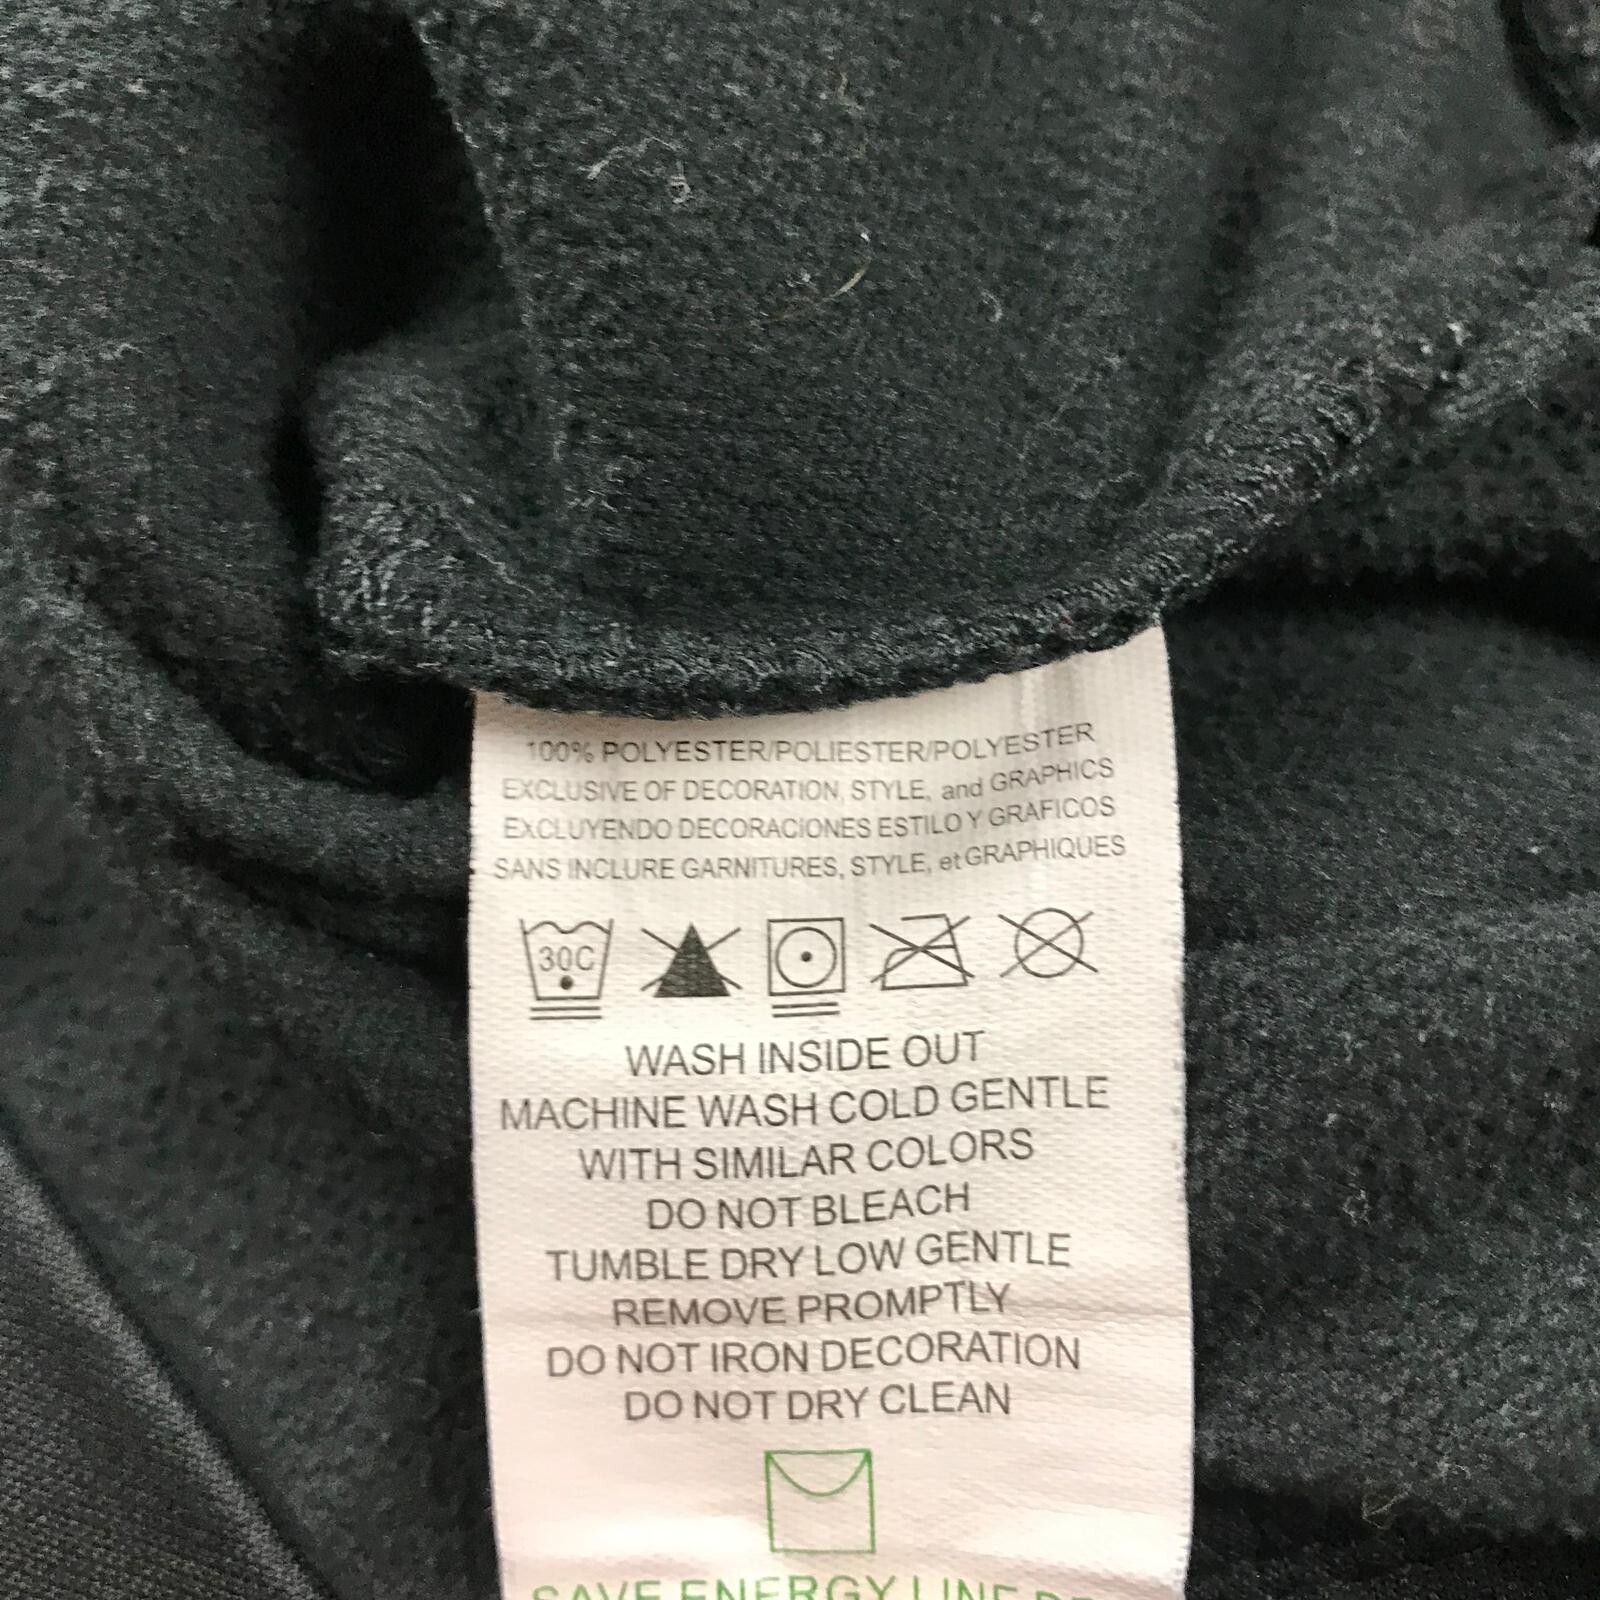 100% POLYESTER/POLIESTER/POLYESTER
EXCLUSIVE OF DECORATION, STYLE, and GRAPHICS
EXCLUYENDO DECORACIONES ESTILO Y GRAFICOS
SANS INCLURE GARNITURES, STYLE, et GRAPHIQUES
30C
WASH INSIDE OUT
MACHINE WASH COLD GENTLE
WITH SIMILAR COLORS
DO NOT BLEACH
TUMBLE DRY LOW GENTLE
REMOVE PROMPTLY
DO NOT IRON DECORATION
DO NOT DRY CLEAN
SAVE ENERGY LINE